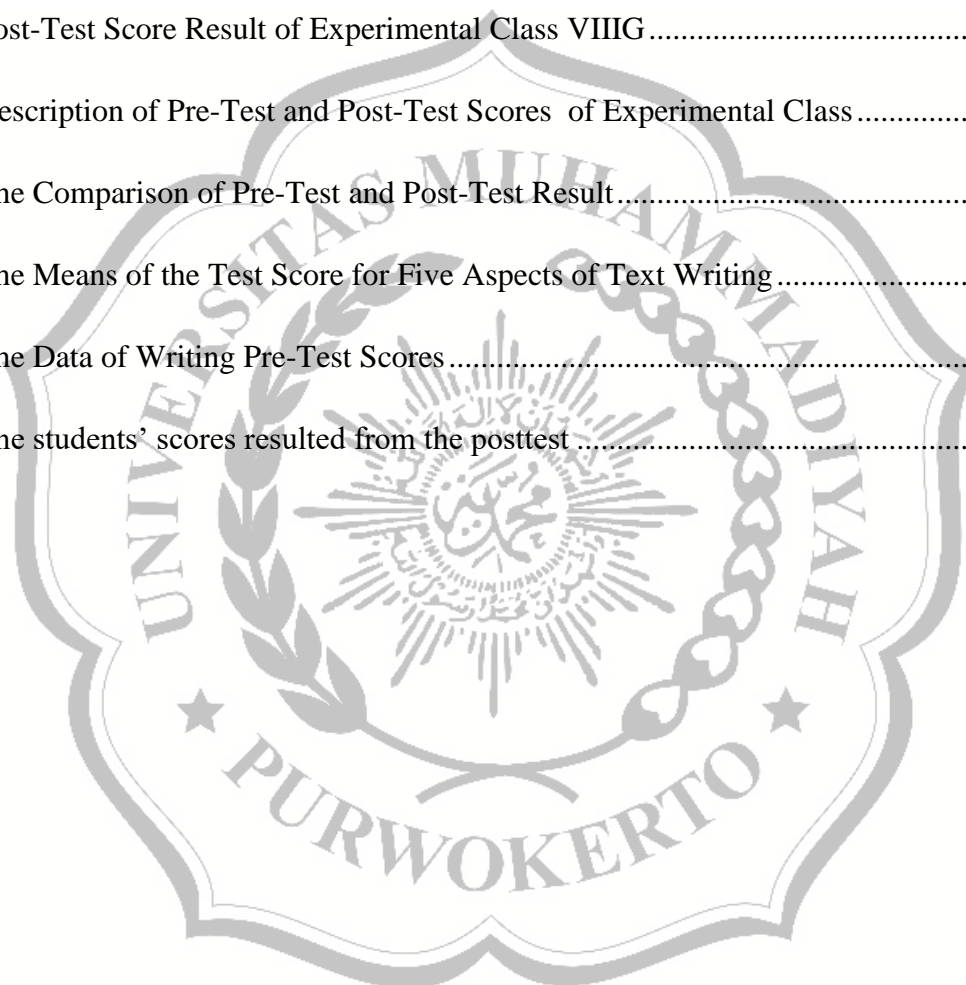 ost-Test Score Result of Experimental Class VIIIG
escription of Pre-Test and Post-Test Scores of Experimental Class
he Comparison of Pre-Test and Post-Test Result
he Means of the Test Score for Five Aspects of Text Writing
he Data of Writing Pre-Test Scores
he students’ scores resulted from the posttest
UNIVERSITAS MUHAMMADIYAH
PURWOKERTO